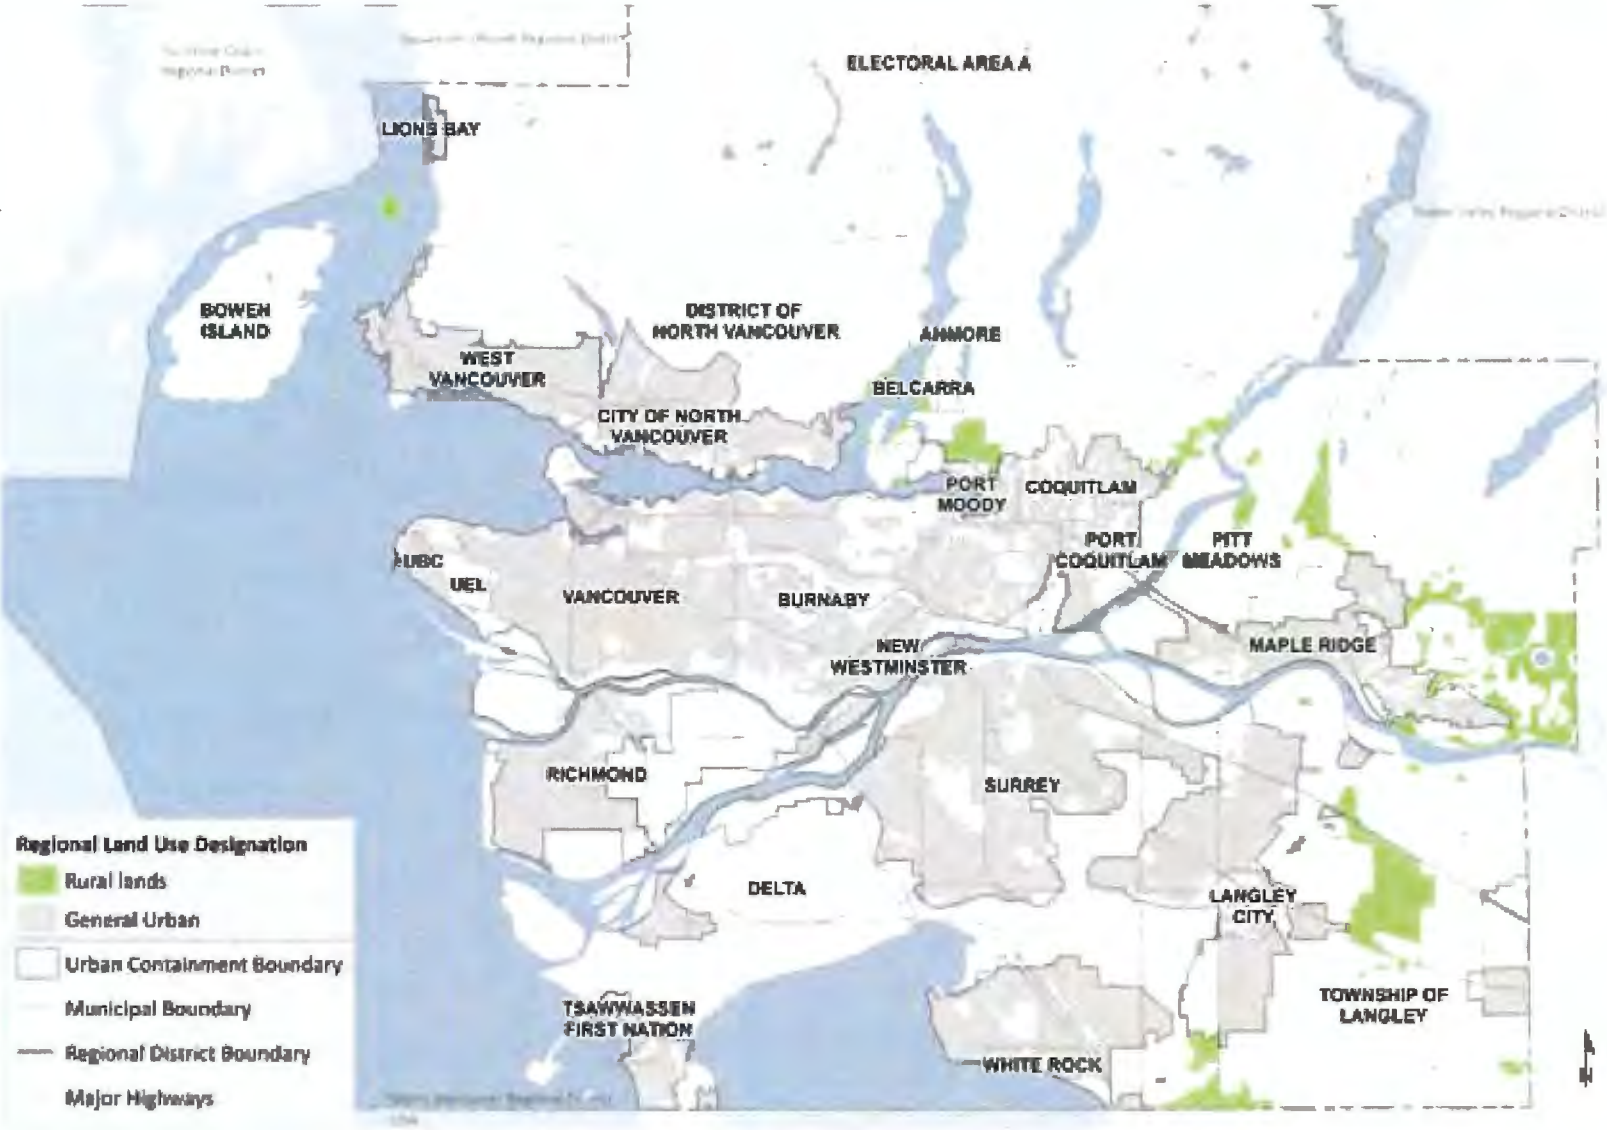 Regional District
ELECTORAL AREA A
LIONS BAY
BOWEN
ISLAND
DISTRICT OF
NORTH VANCOUVER
ANMORE
WEST
VANCOUVER
BELCARRA
CITY OF NORTH
VANCOUVER
PORT
MOODY
COQUITLAM
UBC
UEL
VANCOUVER
BURNABY
PORT
COQUITLAM
PITT
MEADOWS
NEW
WESTMINSTER
MAPLE RIDGE
RICHMOND
SURREY
DELTA
LANGLEY
CITY
TSAWWASSEN
FIRST NATION
WHITE ROCK
TOWNSHIP OF
LANGLEY
Regional Land Use Designation
Rural lands
General Urban
Urban Containment Boundary
Municipal Boundary
Regional District Boundary
Major Highways
N